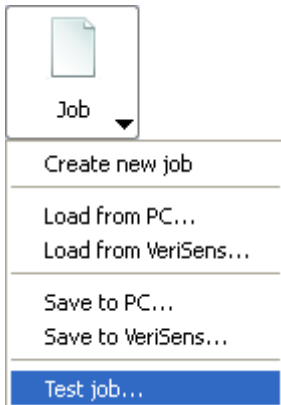 Job
Create new job
Load from PC...
Load from VeriSens...
Save to PC...
Save to VeriSens...
Test job...